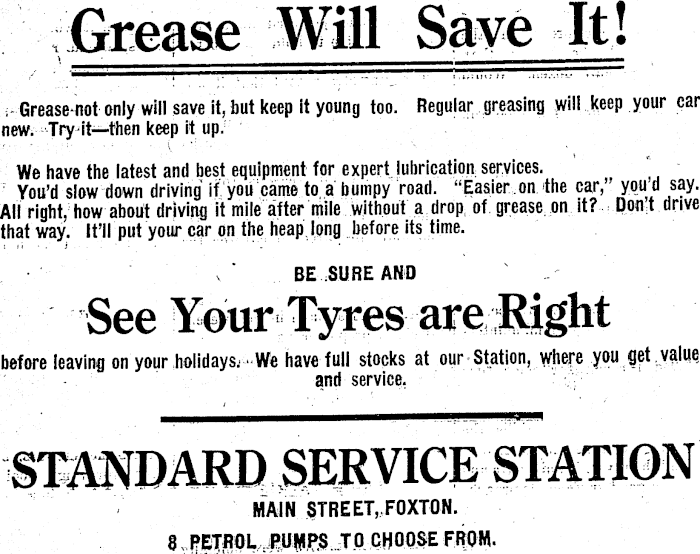 Grease Will Save It!
Grease not only will save it, but keep it young too. Regular greasing will keep your car
new. Try it—then keep it up.
We have the latest and best equipment for expert lubrication services.
You'd slow down driving if you came to a bumpy road. "Easier on the car," you'd say.
All right, how about driving it mile after mile without a drop of grease on it? Don't drive
that way. It'll put your car on the heap long before its time.
BE SURE AND
See Your Tyres are Right
before leaving on your holidays. We have full stocks at our Station, where you get value
and service.
STANDARD SERVICE STATION
MAIN STREET, FOXTON.
8 PETROL PUMPS TO CHOOSE FROM.